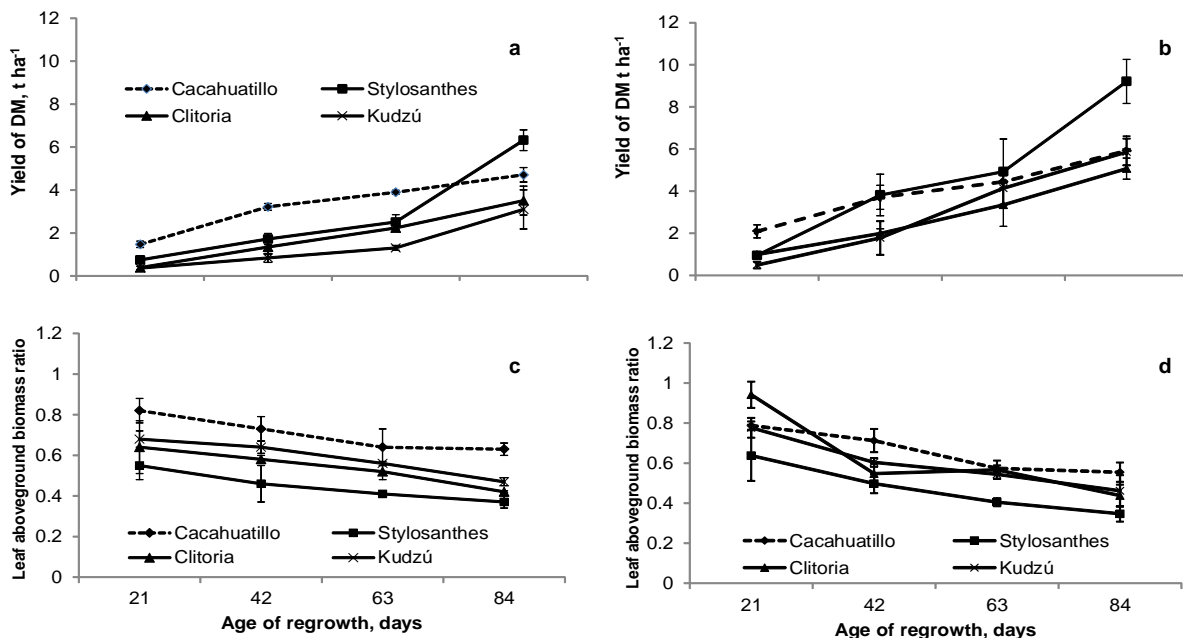 12
10
8
6
4
2
0
Yield of DM, t ha-1
a
Cacahuatillo
Stylosanthes
Clitoria
Kudzú
12
10
8
6
4
2
0
Yield of DM t ha-1
b
1.2
1
0.8
0.6
0.4
0.2
0
Leaf aboveground biomass ratio
c
Cacahuatillo
Stylosanthes
Clitoria
Kudzú
21 42 63 84
Age of regrowth, days
1.2
1
0.8
0.6
0.4
0.2
0
Leaf aboveground biomass ratio
d
Cacahuatillo
Stylosanthes
Clitoria
Kudzú
21 42 63 84
Age of regrowth, days